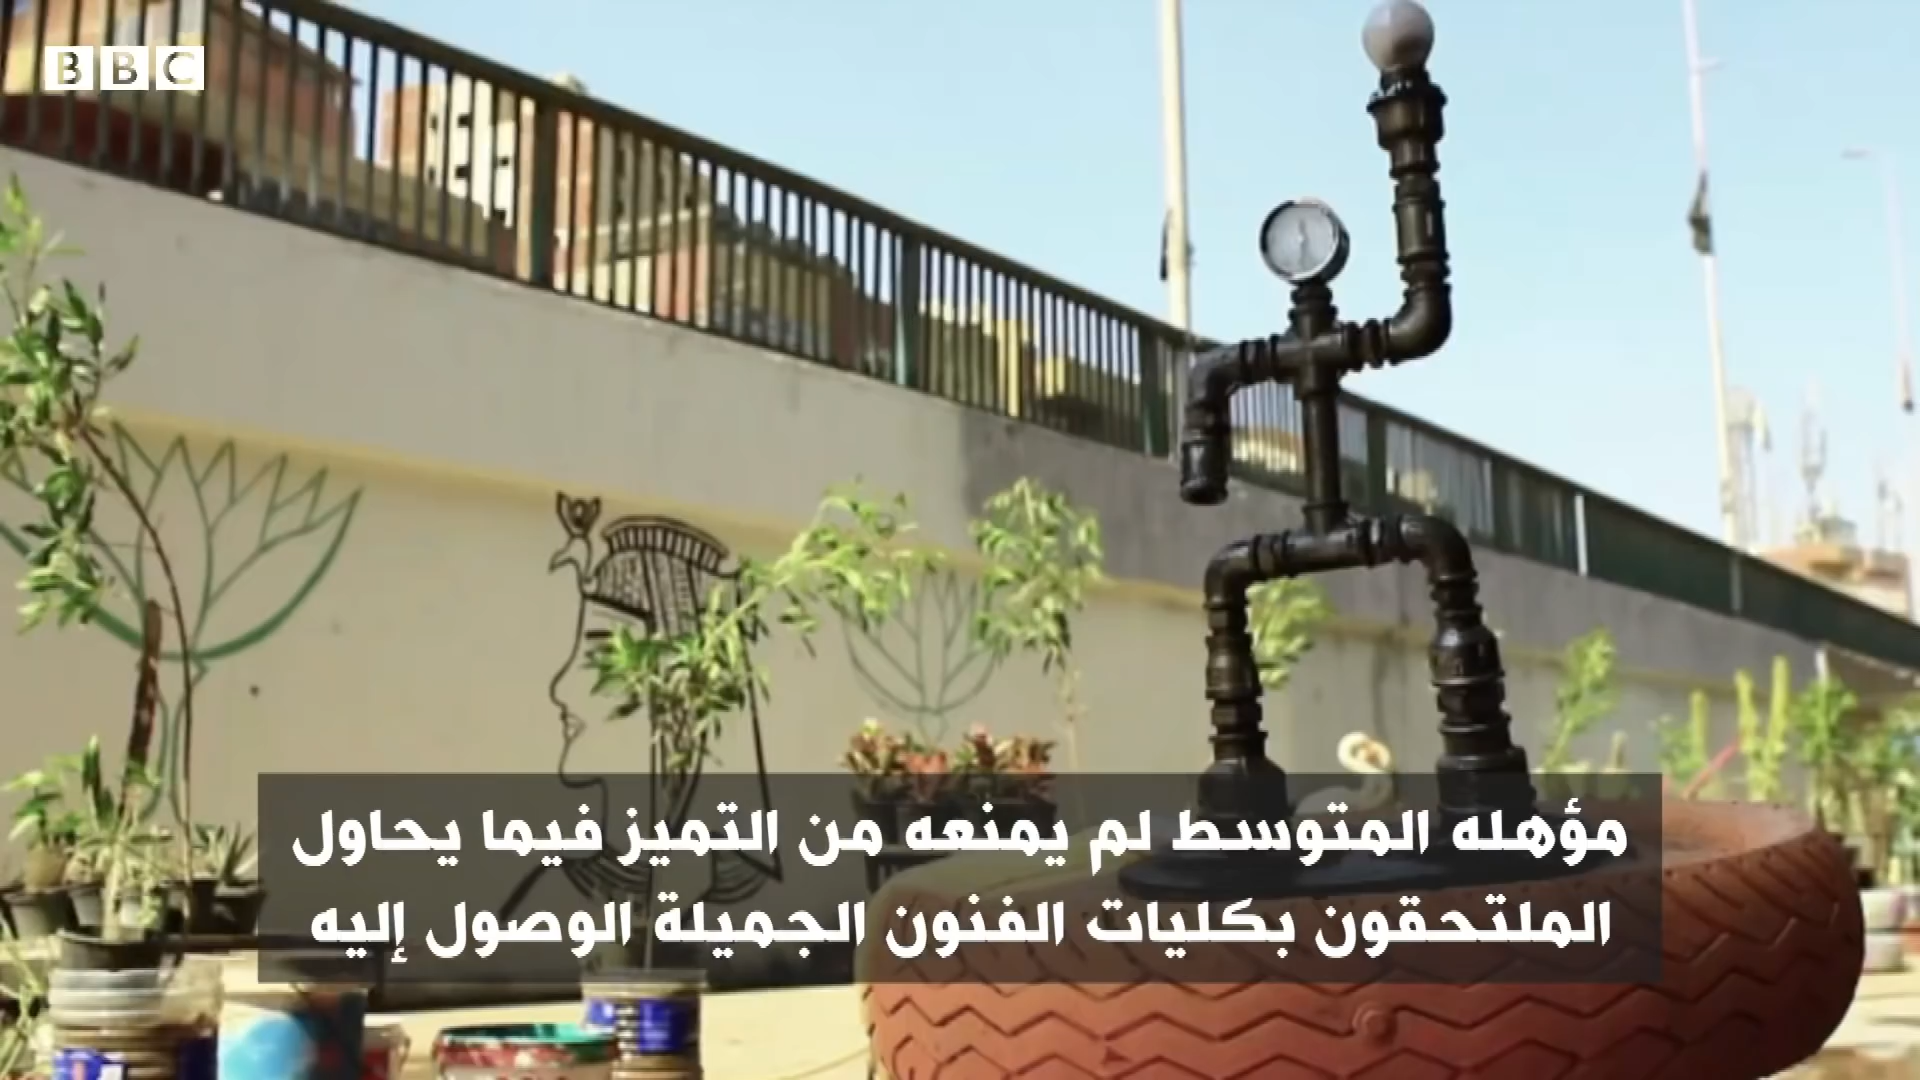 BBC
مؤهله المتوسط لم يمنعه من التميز فيما يحاول
الملتحقون بكليات الفنون الجميلة الوصول إليه